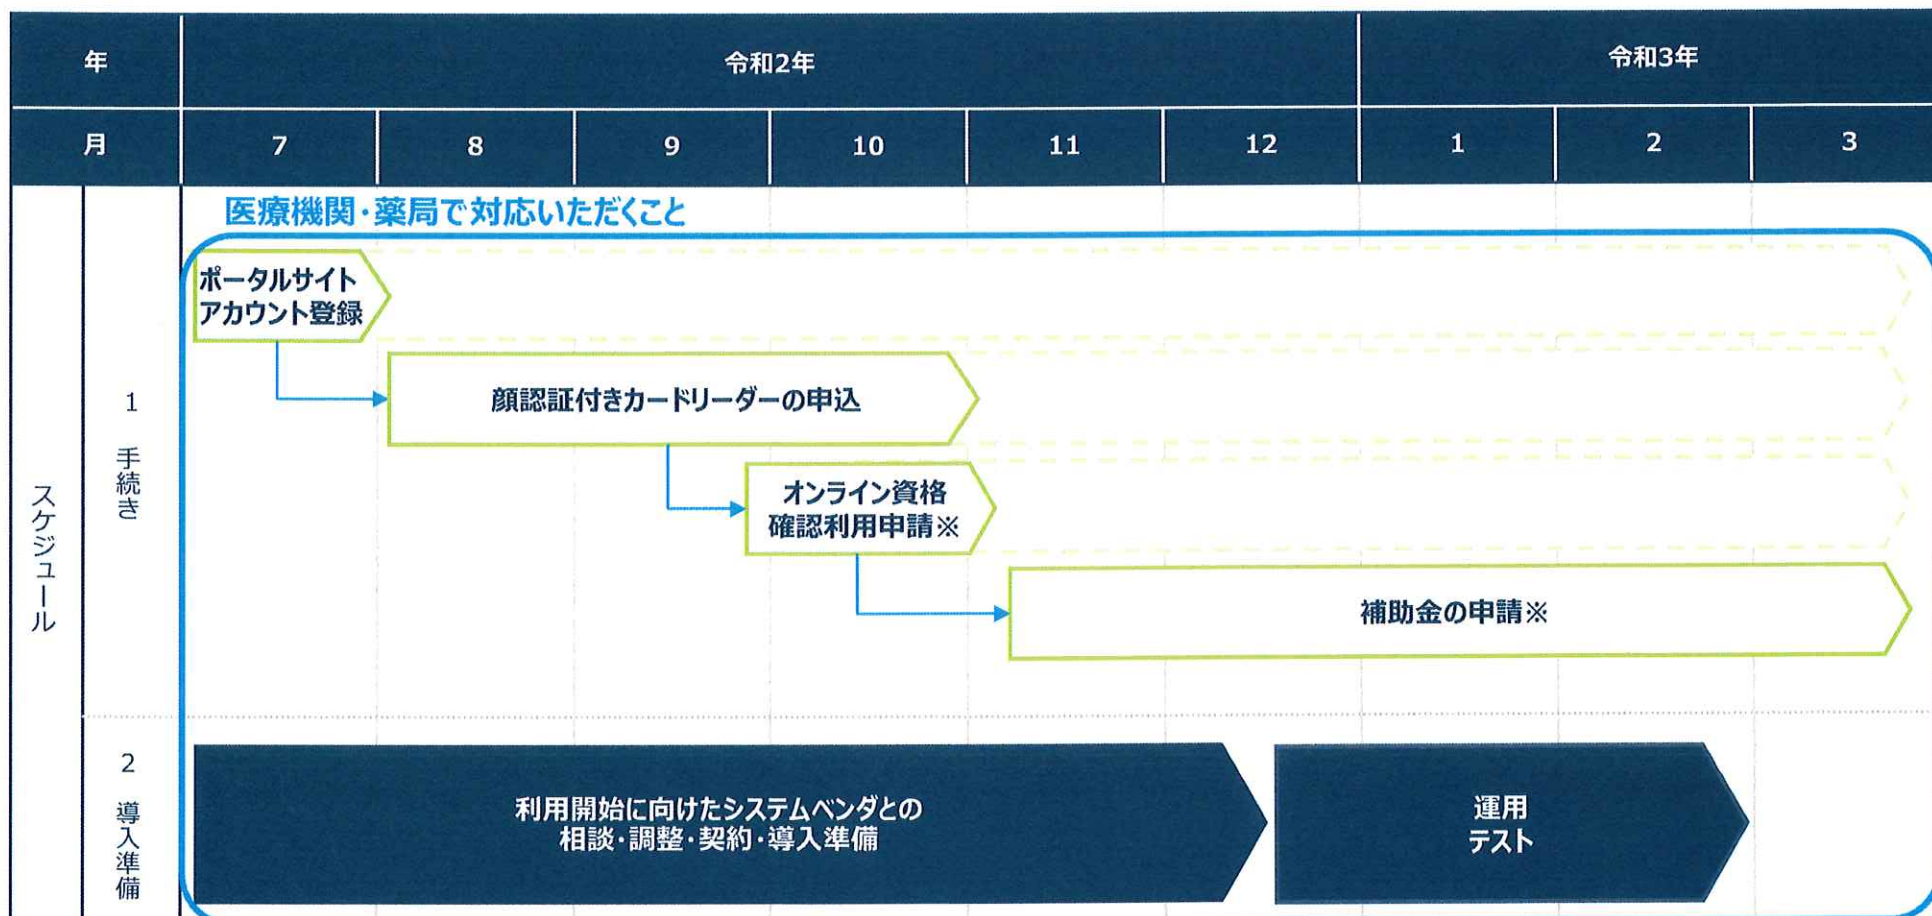 年
令和2年
令和3年
月
7
8
9
10
11
12
1
2
3
医療機関・薬局で対応いただくこと
スケジュール
1 手続き
ポータルサイト
アカウント登録
顔認証付きカードリーダーの申込
オンライン資格
確認利用申請※
補助金の申請※
2 導入準備
利用開始に向けたシステムベンダとの
相談・調整・契約・導入準備
運用
テスト